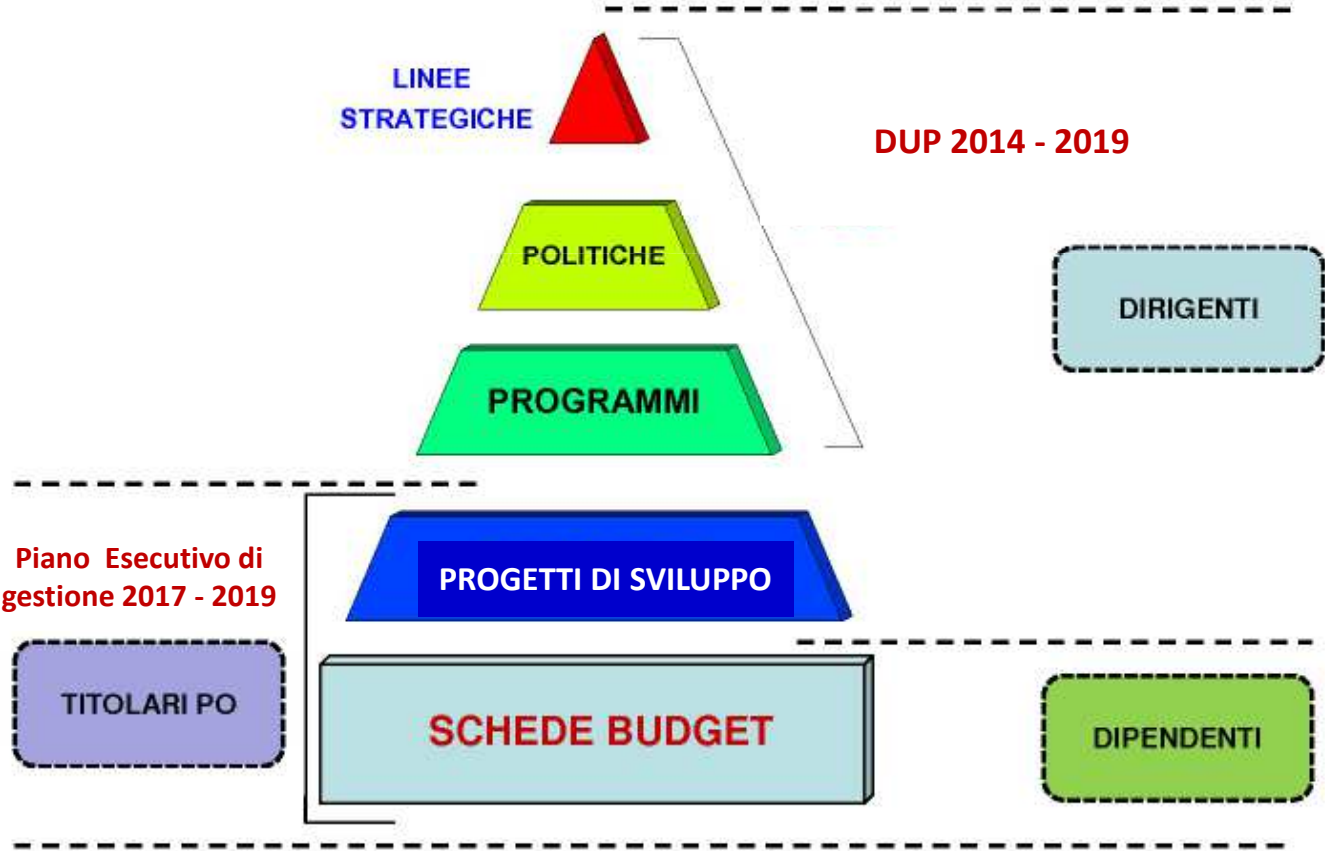 LINEE
STRATEGICHE
DUP 2014 - 2019
POLITICHE
DIRIGENTI
PROGRAMMI
Piano Esecutivo di
gestione 2017 - 2019
PROGETTI DI SVILUPPO
TITOLARI PO
SCHEDE BUDGET
DIPENDENTI